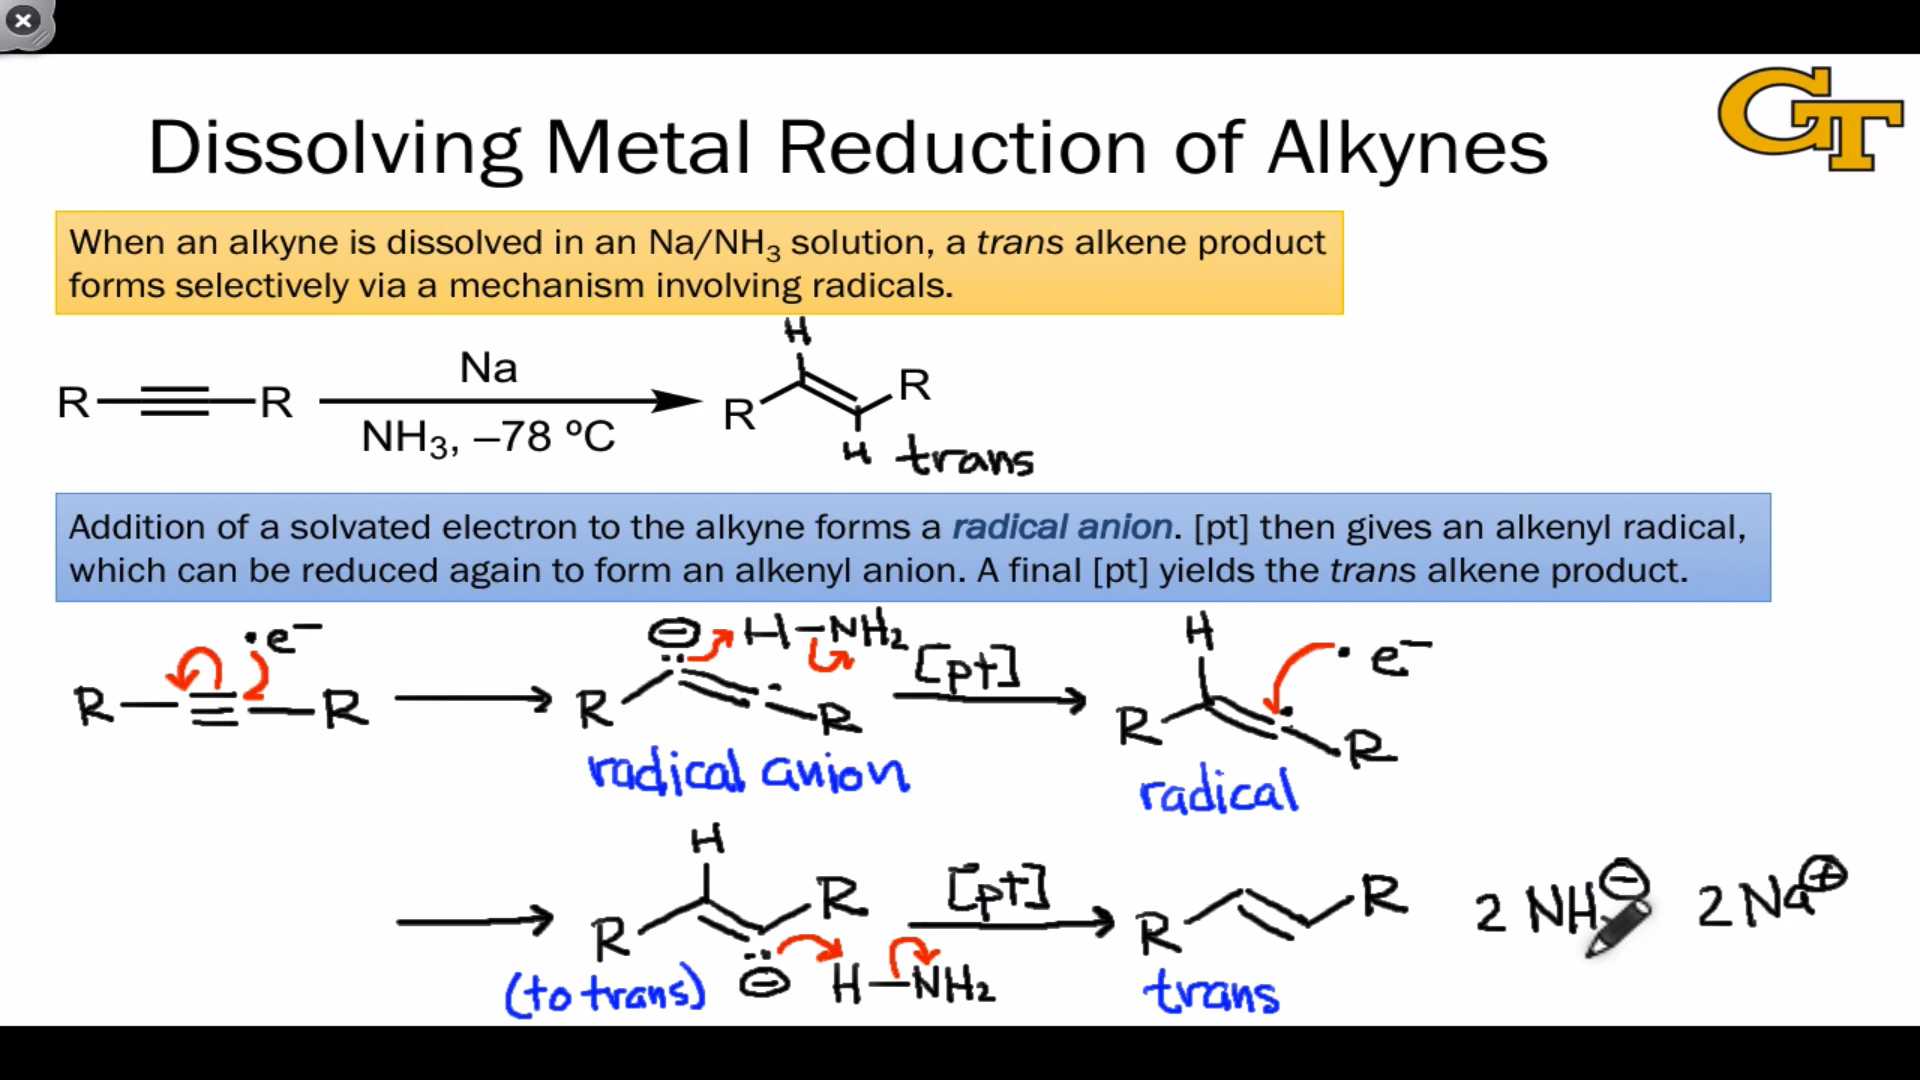 GT
Dissolving Metal Reduction of Alkynes
When an alkyne is dissolved in an Na/NH₃ solution, a trans alkene product
forms selectively via a mechanism involving radicals.
R R
Na
NH₃, –78 ºC
H
R R
H trans
Addition of a solvated electron to the alkyne forms a radical anion. [pt] then gives an alkenyl radical,
which can be reduced again to form an alkenyl anion. A final [pt] yields the trans alkene product.
R R ·e⁻
⊖ H–NH₂
R R
radical anion
[pt]
H
R R · e⁻
radical
H
R R
(to trans) ⊖ H–NH₂
[pt]
R R
trans
2 NH⊖ 2 Na⊕